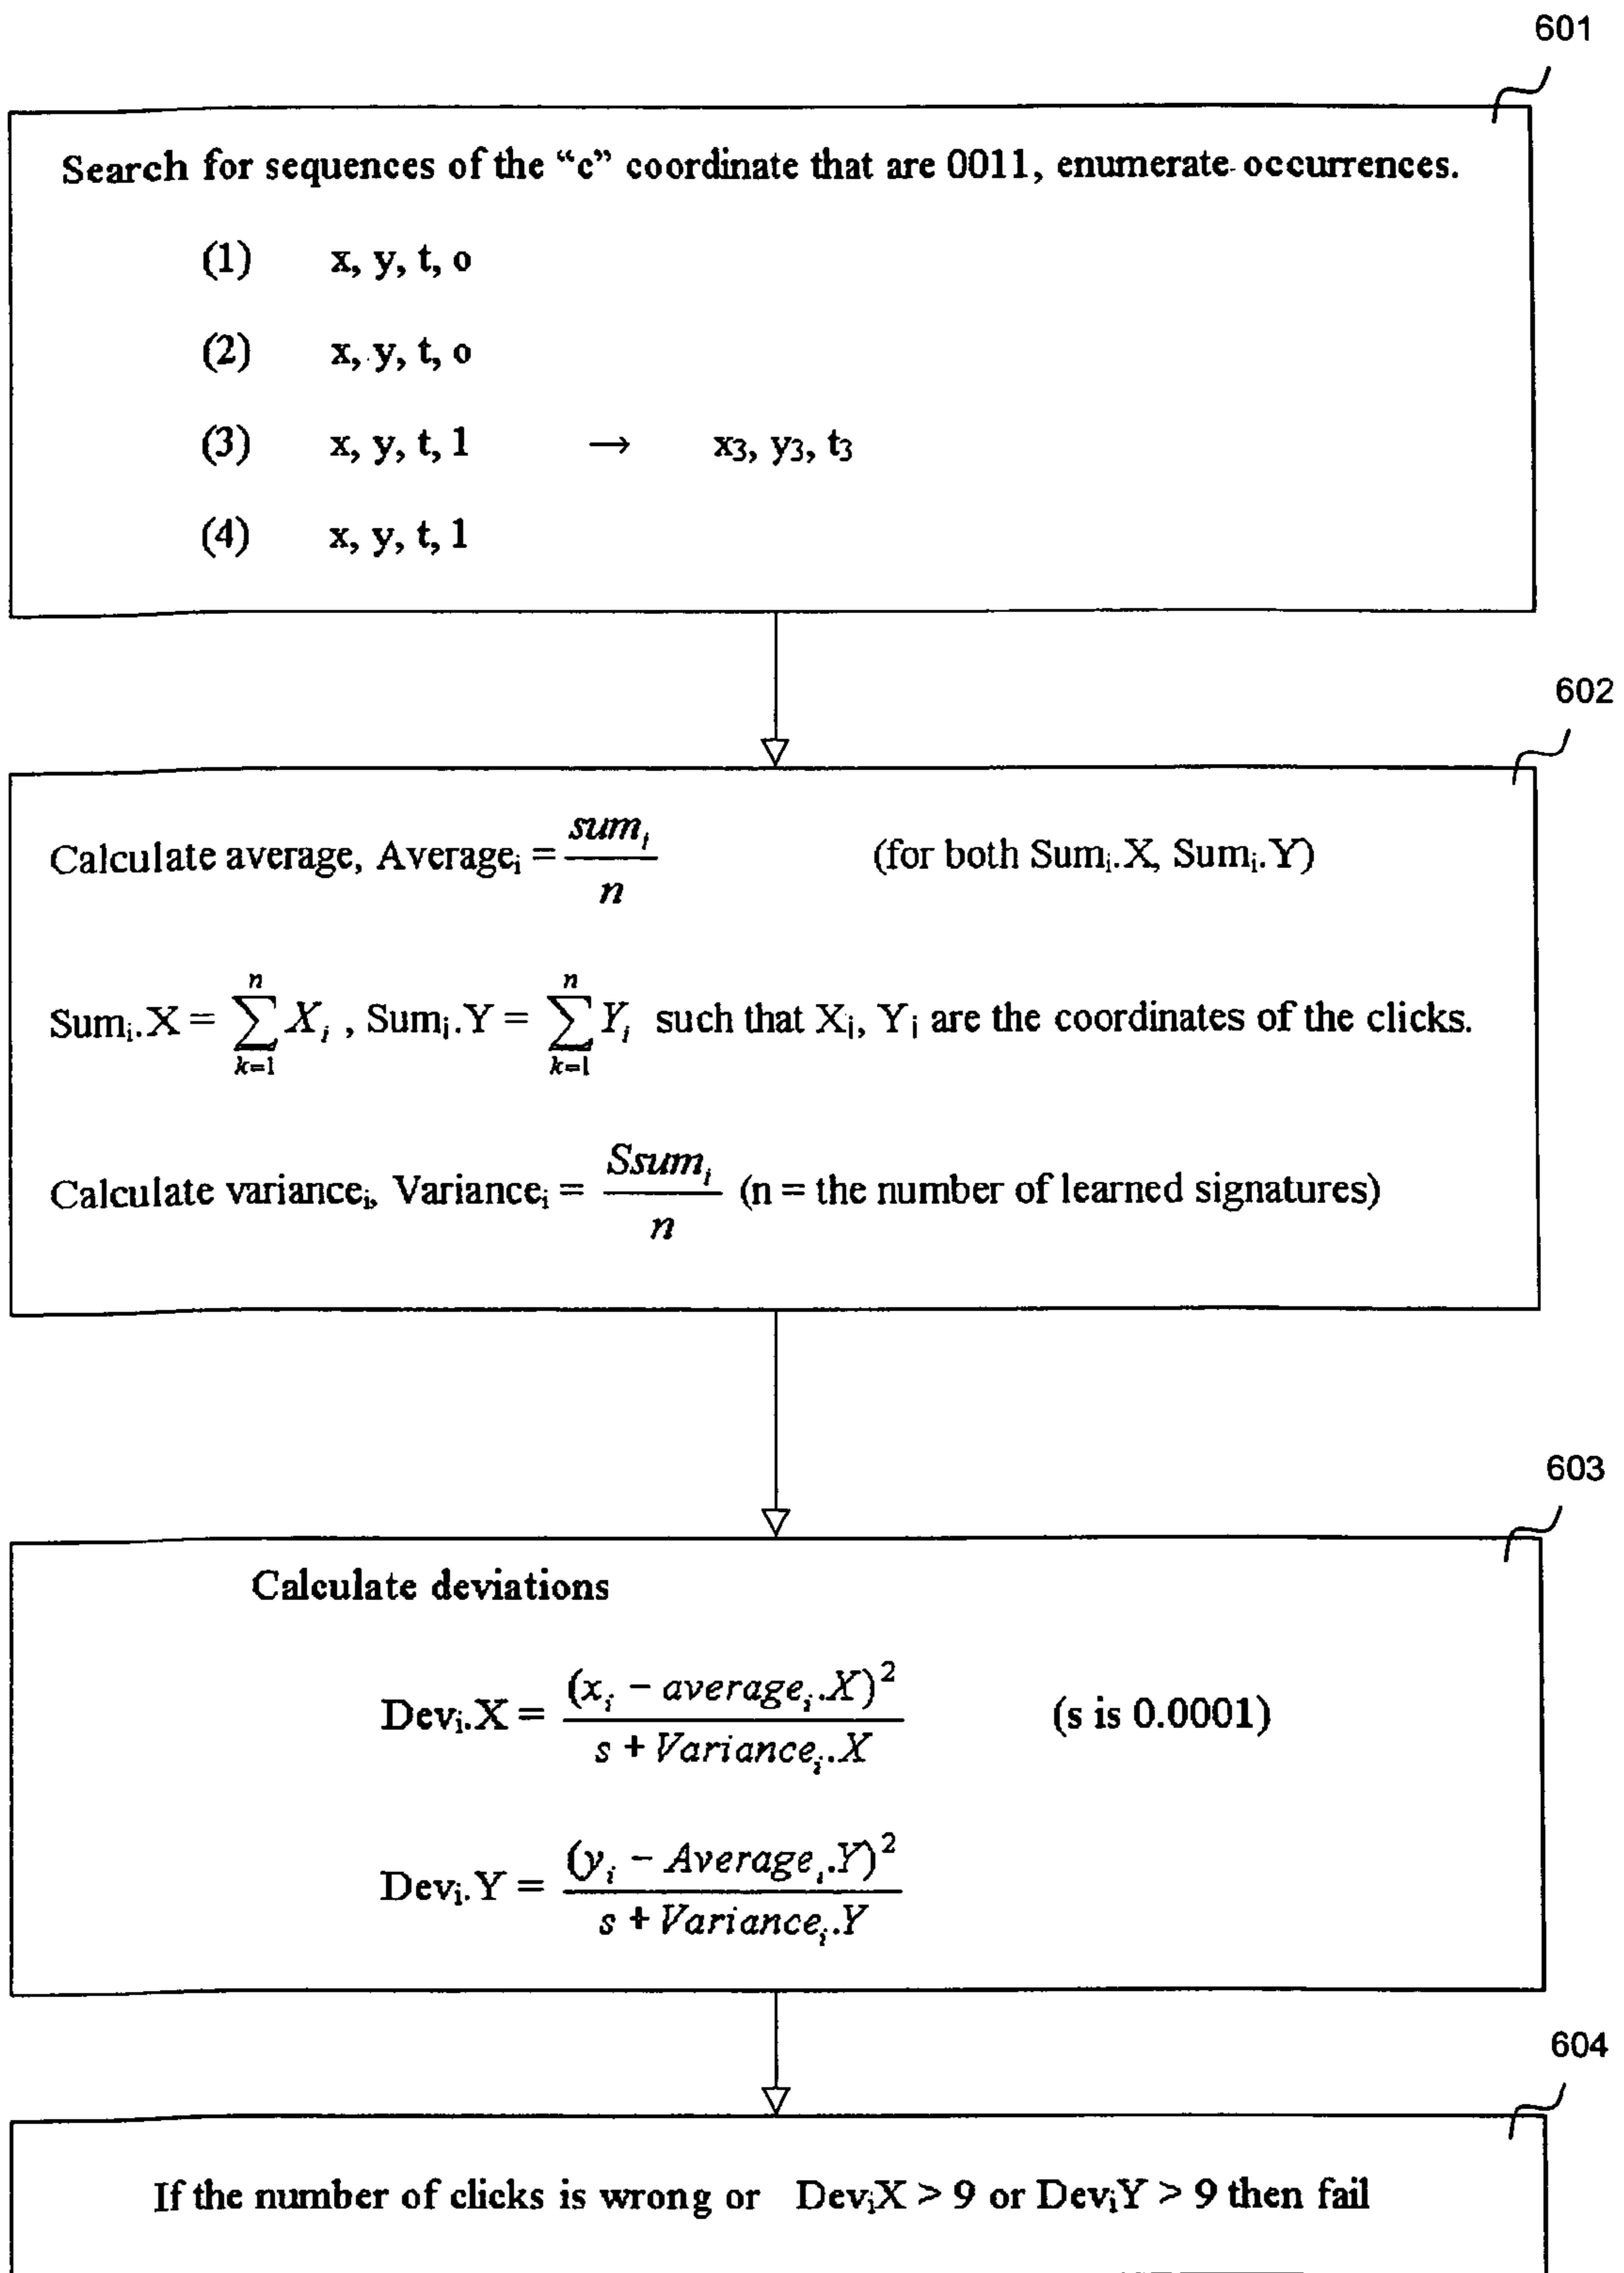 601
Search for sequences of the “c” coordinate that are 0011, enumerate occurrences.
(1) x, y, t, o
(2) x, y, t, o
(3) x, y, t, 1 → x₃, y₃, t₃
(4) x, y, t, 1
602
Calculate average, Averageᵢ = sumᵢ / n (for both Sumᵢ.X, Sumᵢ.Y)
Sumᵢ.X = ∑_{k=1}^{n} Xᵢ , Sumᵢ.Y = ∑_{k=1}^{n} Yᵢ such that Xᵢ, Yᵢ are the coordinates of the clicks.
Calculate varianceᵢ, Varianceᵢ = Ssumᵢ / n (n = the number of learned signatures)
603
Calculate deviations
Devᵢ.X = (xᵢ − averageᵢ.X)² / s + Varianceᵢ.X (s is 0.0001)
Devᵢ.Y = (yᵢ − Averageᵢ.Y)² / s + Varianceᵢ.Y
604
If the number of clicks is wrong or DevᵢX > 9 or DevᵢY > 9 then fail